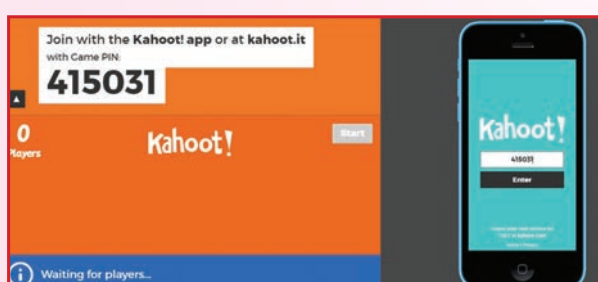 Join with the Kahoot! app or at kahoot.it
with Game PIN:
415031
0
Players
Kahoot!
Start
Waiting for players...
Kahoot!
415031
Enter